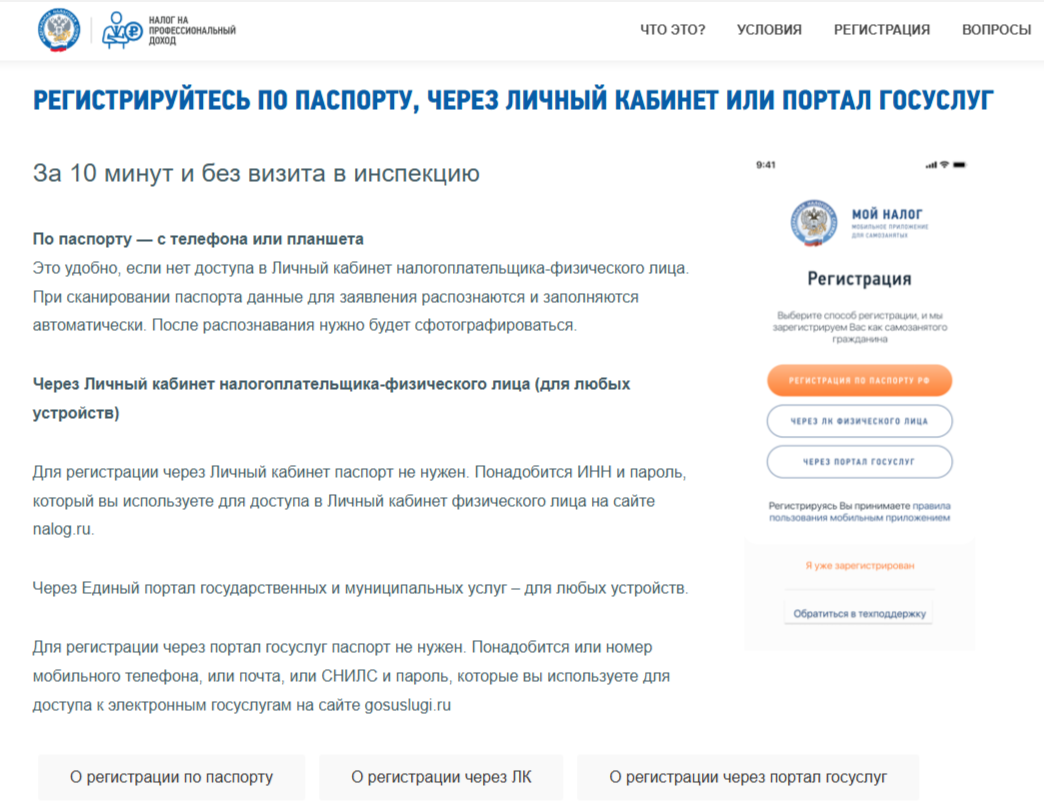 НАЛОГ НА
ПРОФЕССИОНАЛЬНЫЙ
ДОХОД
ЧТО ЭТО?
УСЛОВИЯ
РЕГИСТРАЦИЯ
ВОПРОСЫ
РЕГИСТРИРУЙТЕСЬ ПО ПАСПОРТУ, ЧЕРЕЗ ЛИЧНЫЙ КАБИНЕТ ИЛИ ПОРТАЛ ГОСУСЛУГ
За 10 минут и без визита в инспекцию
По паспорту — с телефона или планшета
Это удобно, если нет доступа в Личный кабинет налогоплательщика-физического лица.
При сканировании паспорта данные для заявления распознаются и заполняются
автоматически. После распознавания нужно будет сфотографироваться.
Через Личный кабинет налогоплательщика-физического лица (для любых
устройств)
Для регистрации через Личный кабинет паспорт не нужен. Понадобится ИНН и пароль,
который вы используете для доступа в Личный кабинет физического лица на сайте
nalog.ru.
Через Единый портал государственных и муниципальных услуг – для любых устройств.
Для регистрации через портал госуслуг паспорт не нужен. Понадобится или номер
мобильного телефона, или почта, или СНИЛС и пароль, которые вы используете для
доступа к электронным госуслугам на сайте gosuslugi.ru
9:41
МОЙ НАЛОГ
МОБИЛЬНОЕ ПРИЛОЖЕНИЕ
ДЛЯ САМОЗАНЯТЫХ
Регистрация
Выберите способ регистрации, и мы
зарегистрируем Вас как самозанятого
гражданина
РЕГИСТРАЦИЯ ПО ПАСПОРТУ РФ
ЧЕРЕЗ ЛК ФИЗИЧЕСКОГО ЛИЦА
ЧЕРЕЗ ПОРТАЛ ГОСУСЛУГ
Регистрируясь Вы принимаете правила
пользования мобильным приложением
Я уже зарегистрирован
Обратиться в техподдержку
О регистрации по паспорту
О регистрации через ЛК
О регистрации через портал госуслуг